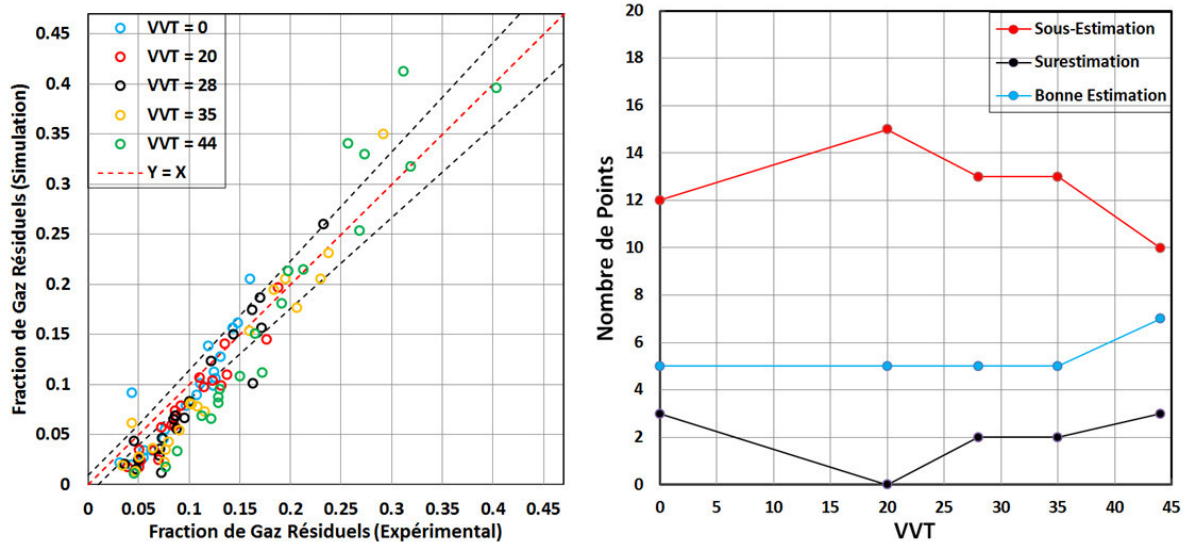 0.45
0.4
0.35
0.3
0.25
0.2
0.15
0.1
0.05
0
Fraction de Gaz Résiduels (Simulation)
VVT = 0
VVT = 20
VVT = 28
VVT = 35
VVT = 44
Y = X
0 0.05 0.1 0.15 0.2 0.25 0.3 0.35 0.4 0.45
Fraction de Gaz Résiduels (Expérimental)
20
18
16
14
12
10
8
6
4
2
0
Nombre de Points
Sous-Estimation
Surestimation
Bonne Estimation
0 5 10 15 20 25 30 35 40 45
VVT